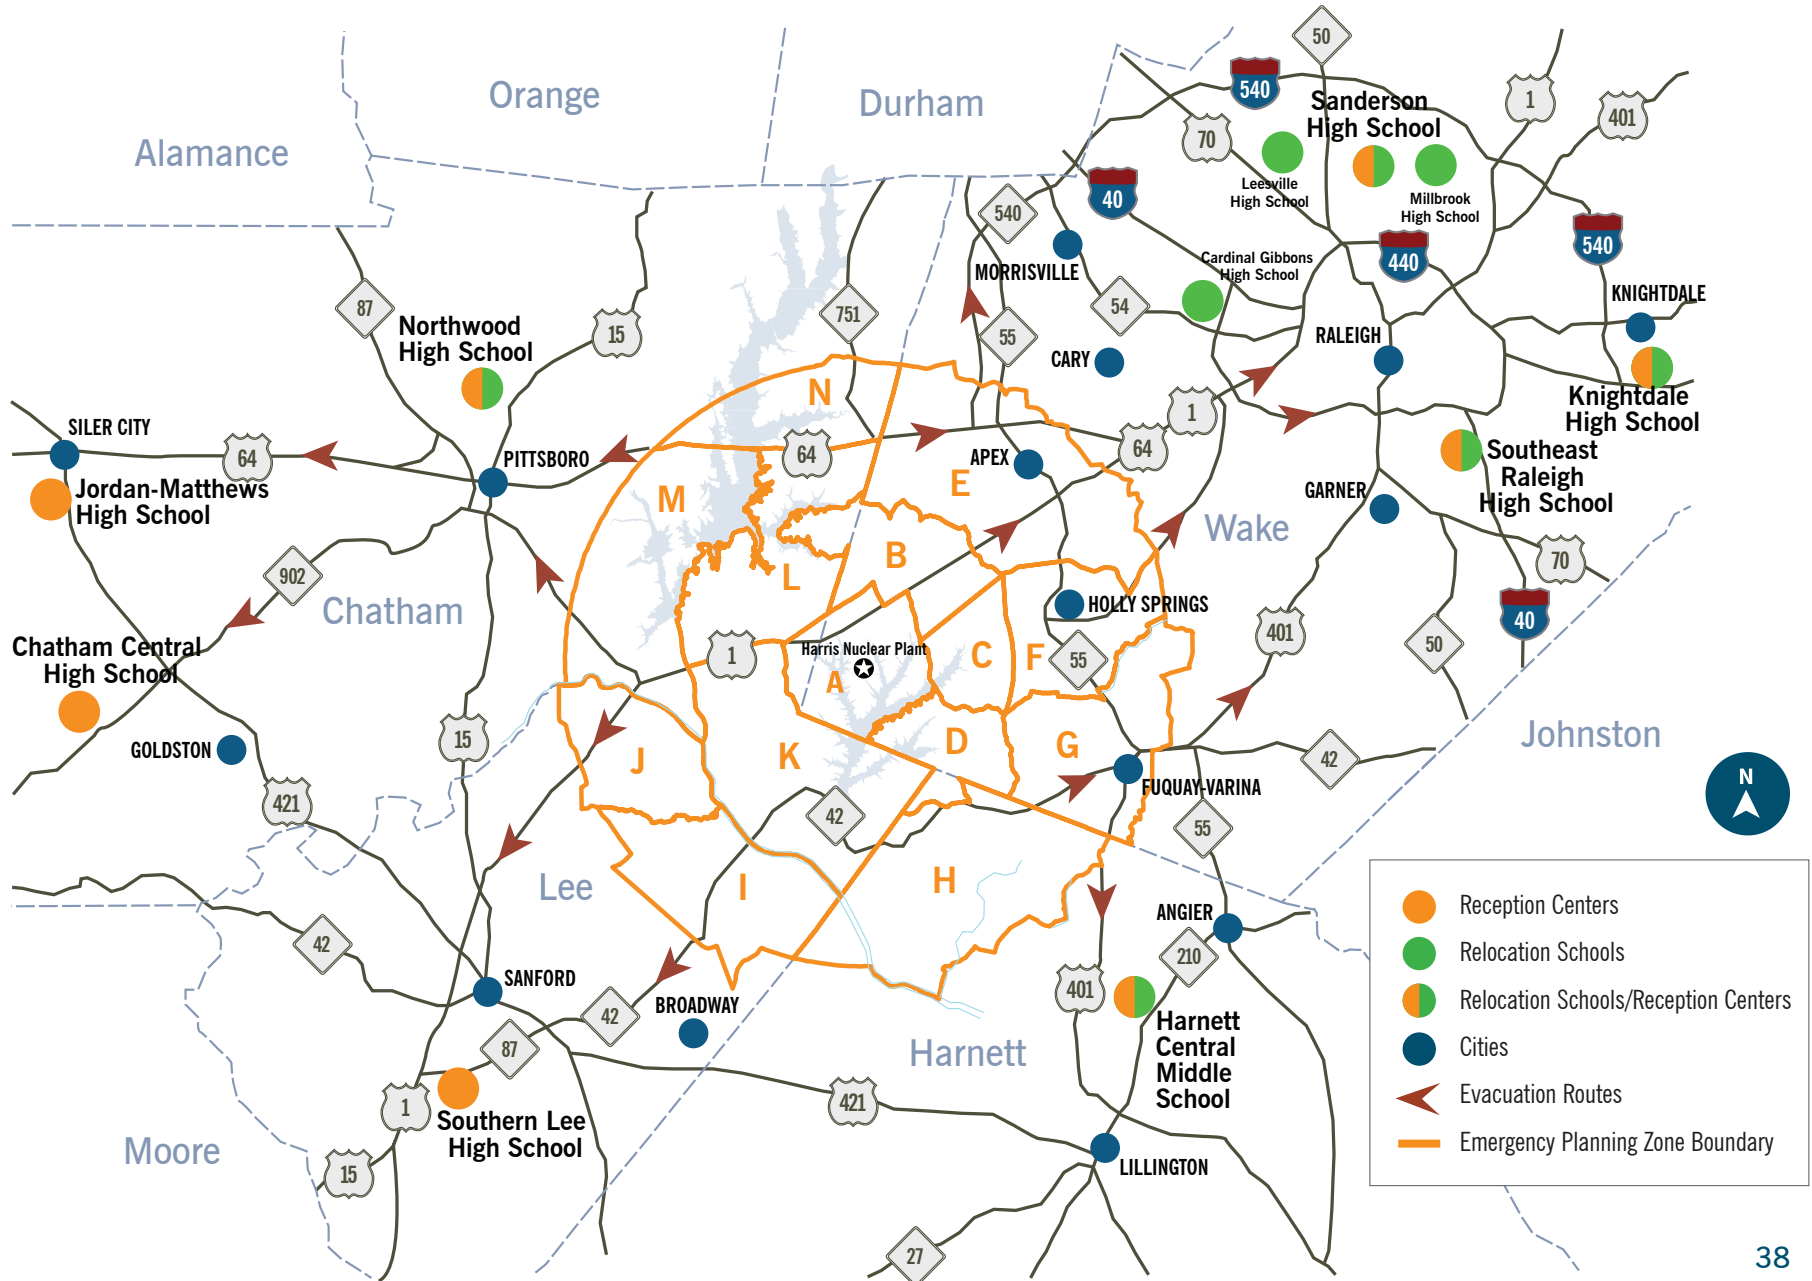 50
540
Orange
Durham
Sanderson
High School
1
401
70
Alamance
Leesville
High School
Millbrook
High School
40
540
540
MORRISVILLE
Cardinal Gibbons
High School
440
KNIGHTDALE
87
15
751
54
55
Northwood
High School
RALEIGH
CARY
N
1
Knightdale
High School
SILER CITY
64
PITTSBORO
64
APEX
64
Southeast
Raleigh
High School
Jordan-Matthews
High School
M
E
GARNER
Wake
902
B
70
L
Chatham
HOLLY SPRINGS
40
401
50
Chatham Central
High School
1
Harris Nuclear Plant
C
F
55
A
15
GOLDSTON
J
K
D
G
42
Johnston
FUQUAY-VARINA
N
421
42
55
Lee
I
H
ANGIER
Reception Centers
Relocation Schools
Relocation Schools/Reception Centers
Cities
Evacuation Routes
Emergency Planning Zone Boundary
42
210
SANFORD
401
BROADWAY
42
87
Harnett
Harnett
Central
Middle
School
1
421
Southern Lee
High School
Moore
15
LILLINGTON
27
38